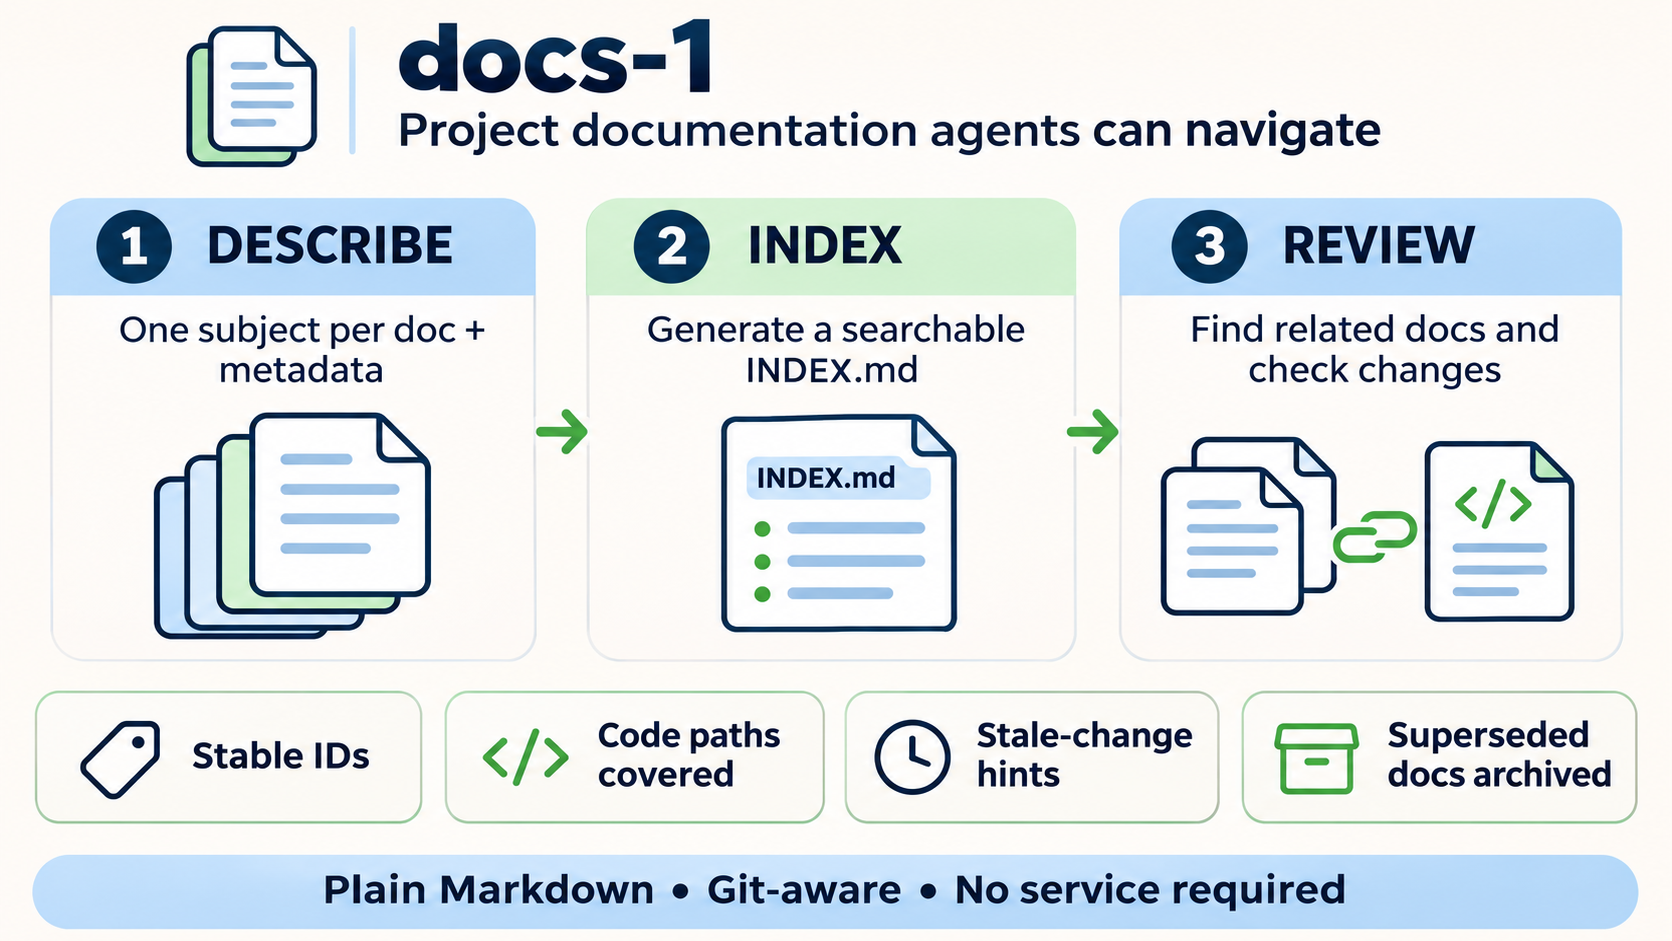 docs-1
Project documentation agents can navigate
1 DESCRIBE
One subject per doc +
metadata
2 INDEX
Generate a searchable
INDEX.md
INDEX.md
3 REVIEW
Find related docs and
check changes
</>
Stable IDs
</>
Code paths
covered
Stale-change
hints
Superseded
docs archived
Plain Markdown • Git-aware • No service required